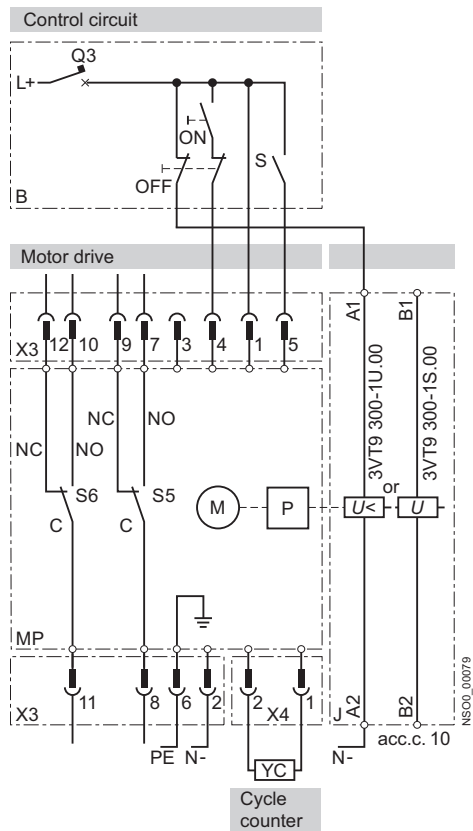 Control circuit
Q3
L+
ON
S
OFF
B
Motor drive
X3
12 10 9 7 3 4 1 5
A1
B1
3VT9 300-1U.00
3VT9 300-1S.00
NC NO
NC NO
S6
S5
C
C
M
P
or
U<
U
MP
X3
11
8
6
2
2
1
X4
J
A2
B2
NSO0_00079
PE N-
N-
acc.c. 10
YC
Cycle
counter